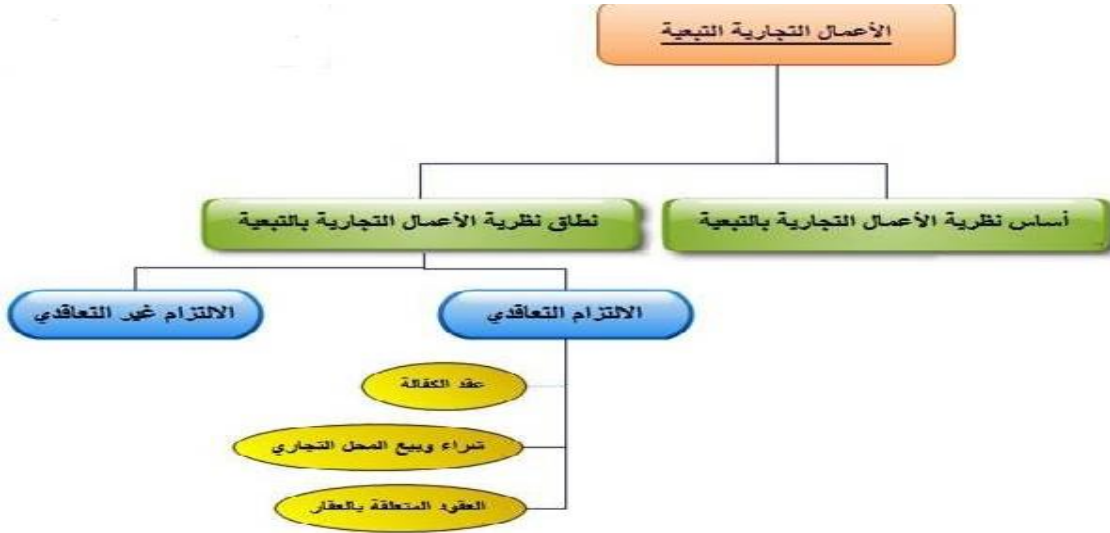 الأعمال التجارية التبعية
أساس نظرية الأعمال التجارية بالتبعية
نطاق نظرية الأعمال التجارية بالتبعية
الالتزام التعاقدي
الالتزام غير التعاقدي
عقد الكفالة
شراء وبيع المحل التجاري
العقود المتعلقة بالعقار